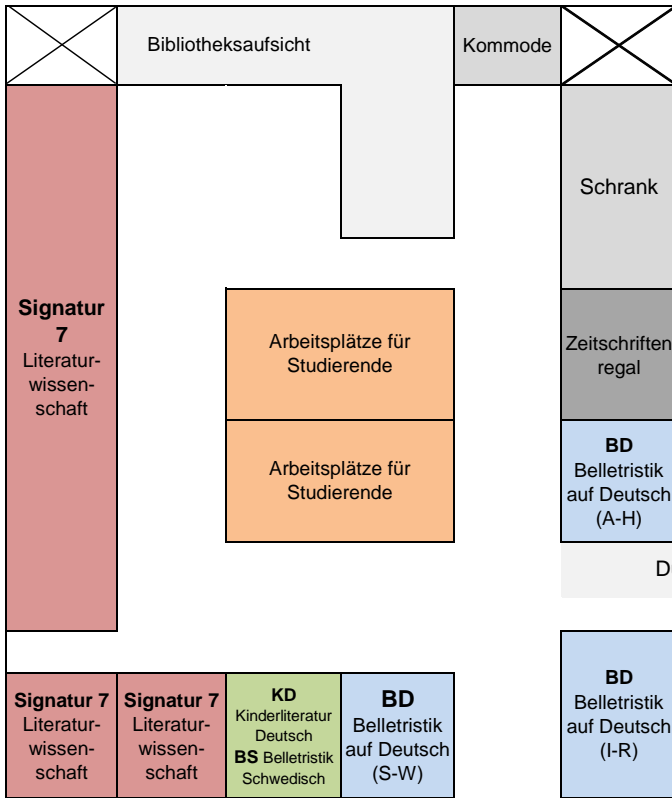 Bibliotheksaufsicht
Kommode
Schrank
Signatur
7
Literatur-
wissen-
schaft
Arbeitsplätze für
Studierende
Zeitschriften
regal
Arbeitsplätze für
Studierende
BD
Belletristik
auf Deutsch
(A-H)
D
Signatur 7
Literatur-
wissen-
schaft
Signatur 7
Literatur-
wissen-
schaft
KD
Kinderliteratur
Deutsch
BS Belletristik
Schwedisch
BD
Belletristik
auf Deutsch
(S-W)
BD
Belletristik
auf Deutsch
(I-R)